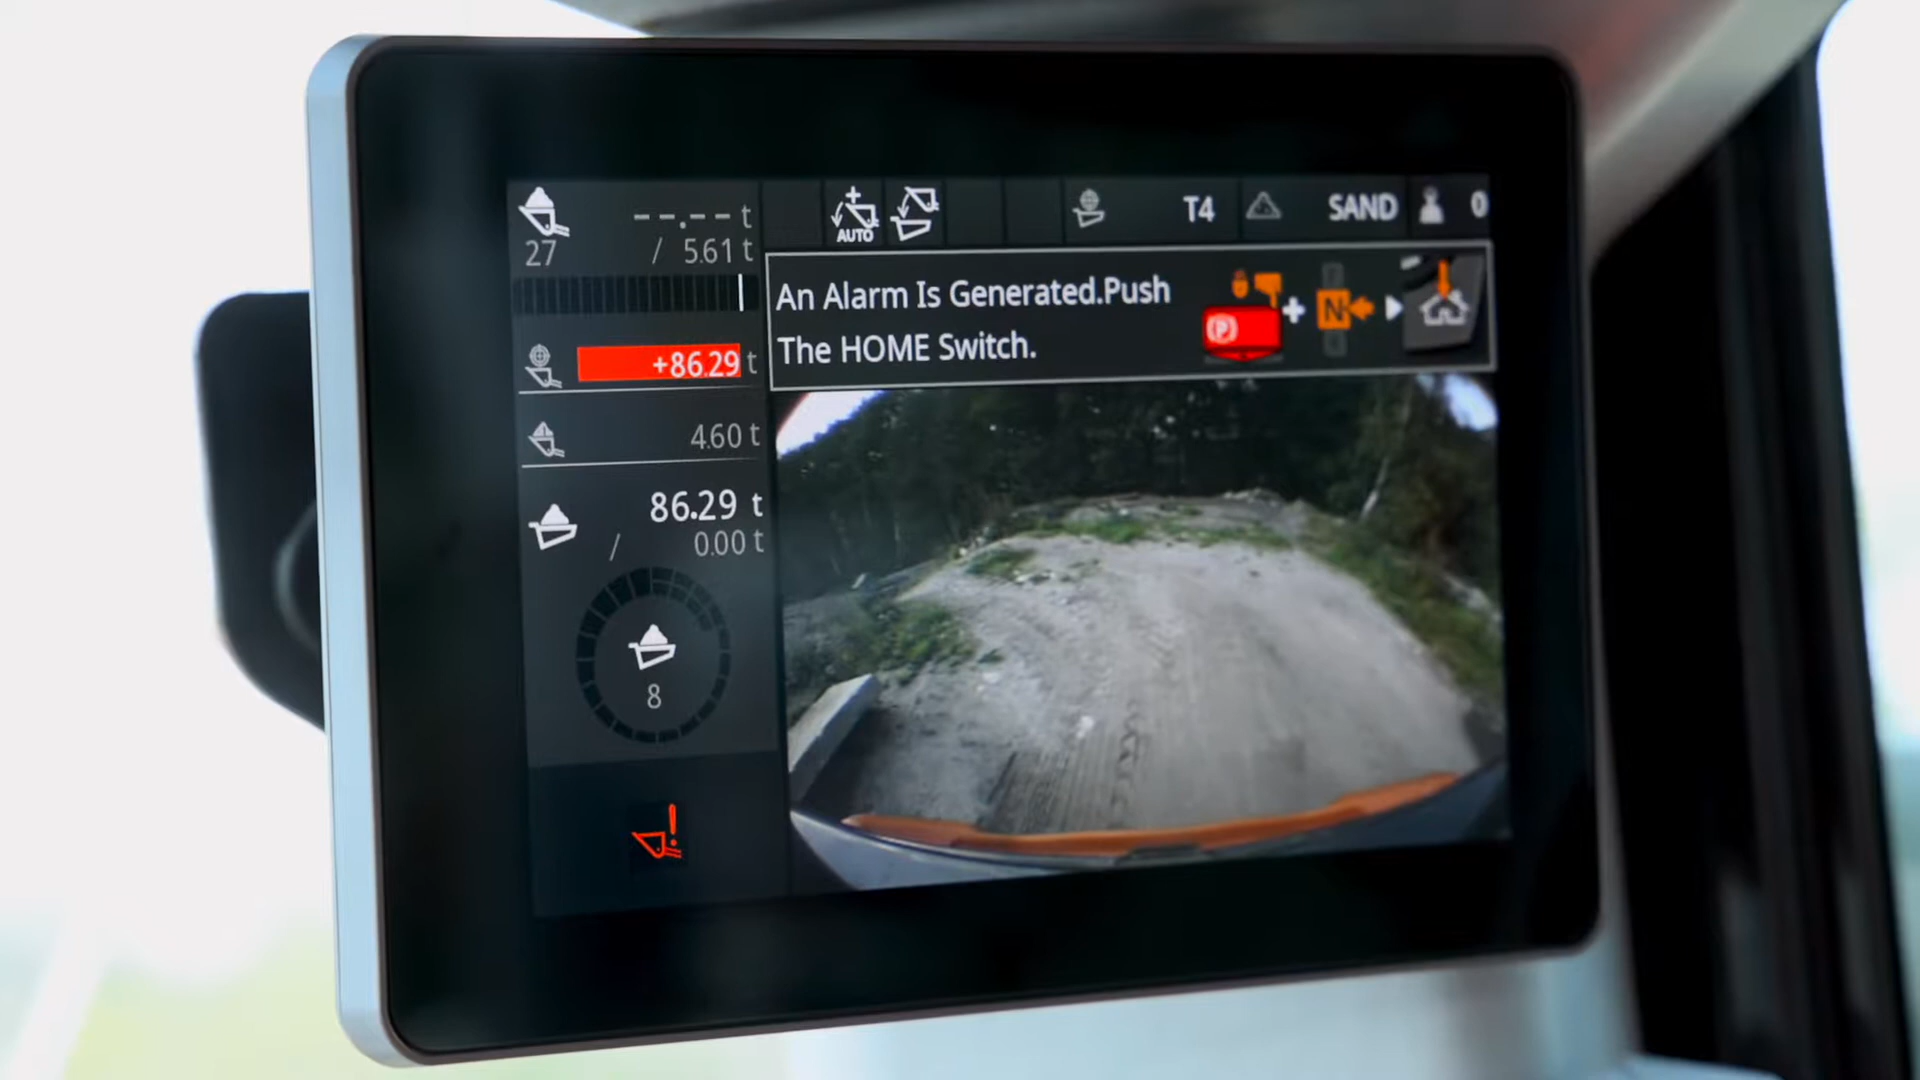 --.-- t
27 / 5.61 t
AUTO
T4
SAND
0
An Alarm Is Generated.Push
The HOME Switch.
P
N
+86.29 t
4.60 t
86.29 t
/ 0.00 t
8